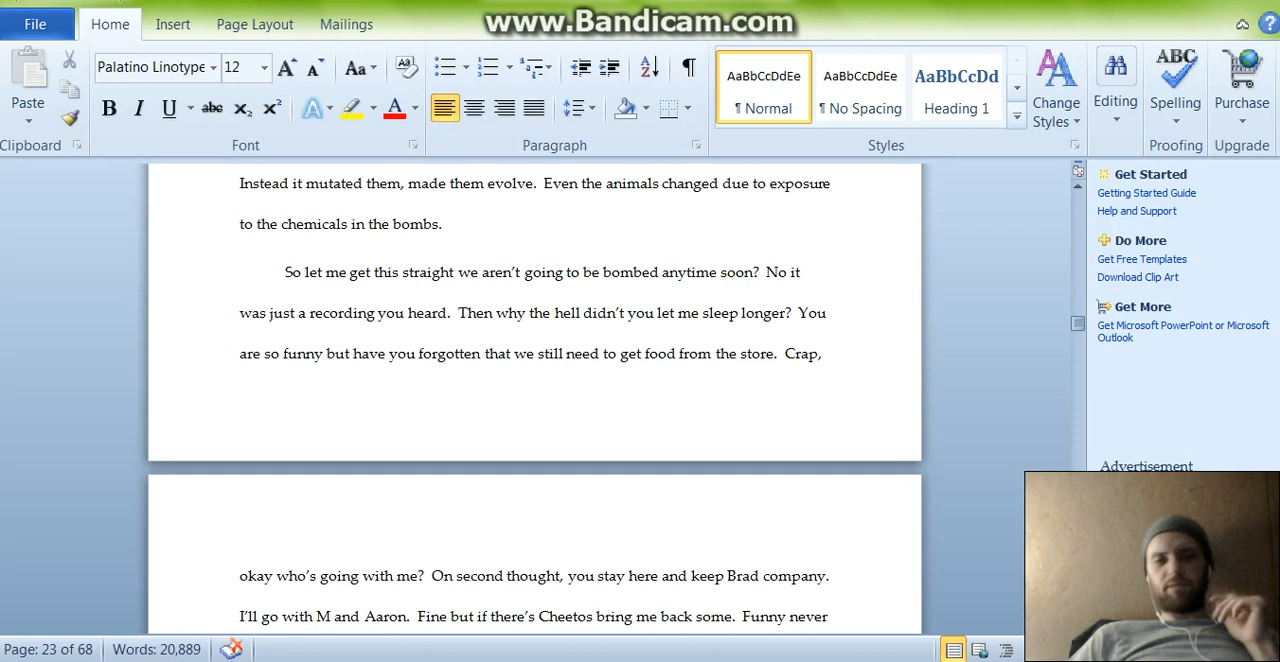 www.Bandicam.com
File Home Insert Page Layout Mailings
Palatino Linotype 12 Aa AaBbCcDdEe AaBbCcDdEe AaBbCcDd
Paste B I U abc X₂ X² A A ¶ Normal ¶ No Spacing Heading 1 Change Styles Editing Spelling Purchase
Clipboard Font Paragraph Styles Proofing Upgrade
Instead it mutated them, made them evolve. Even the animals changed due to exposure
to the chemicals in the bombs.
So let me get this straight we aren't going to be bombed anytime soon? No it
was just a recording you heard. Then why the hell didn't you let me sleep longer? You
are so funny but have you forgotten that we still need to get food from the store. Crap,
okay who's going with me? On second thought, you stay here and keep Brad company.
I'll go with M and Aaron. Fine but if there's Cheetos bring me back some. Funny never
Get Started
Getting Started Guide
Help and Support
Do More
Get Free Templates
Download Clip Art
Get More
Get Microsoft PowerPoint or Microsoft
Outlook
Advertisement
Page: 23 of 68 Words: 20,889